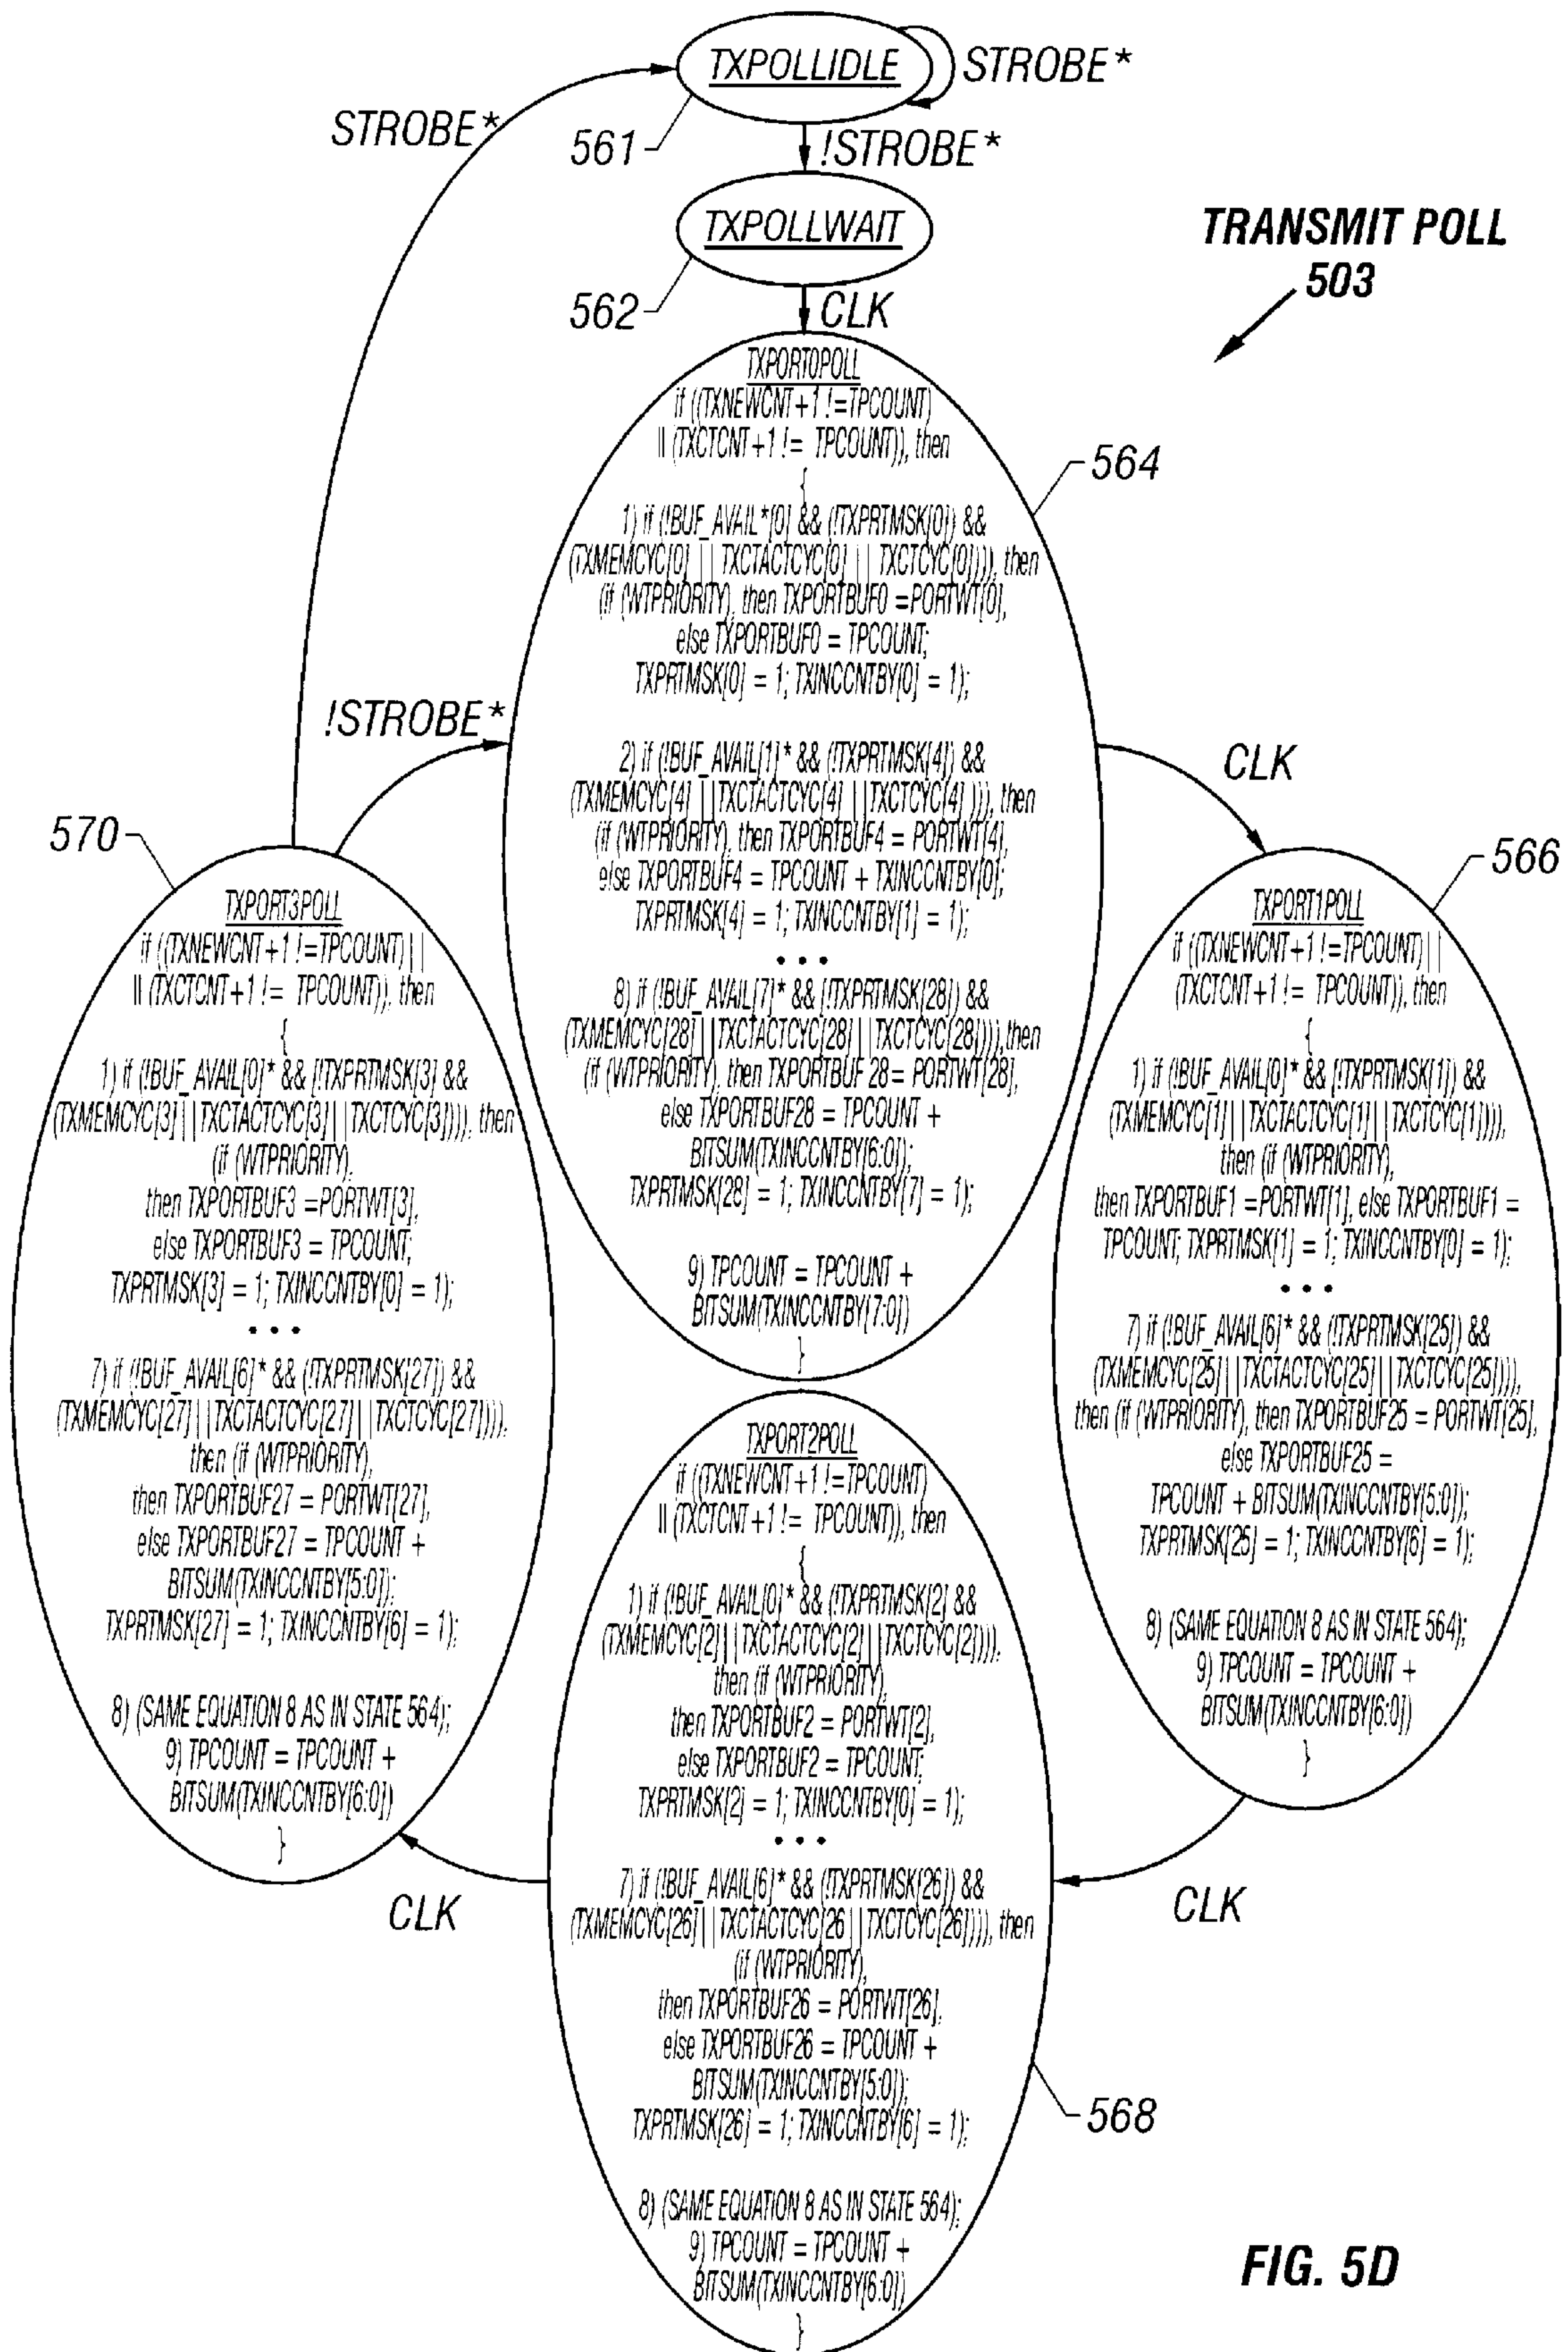 TXPOLLIDLE
STROBE*
STROBE*
561
!STROBE*
TXPOLLWAIT
TRANSMIT POLL
503
562
CLK
TXPORT0POLL
if ((TXNEWCNT+1 !=TPCOUNT)
|| (TXCTCNT+1 != TPCOUNT)), then
{
564
1) if (!BUF_AVAIL*[0] && (!TXPRTMSK[0]) &&
(TXMEMCYC[0] || TXCTACTCYC[0] || TXCTCYC[0]))), then
(if (WTPRIORITY), then TXPORTBUF0 =PORTWT[0],
else TXPORTBUF0 = TPCOUNT;
TXPRTMSK[0] = 1; TXINCCNTBY[0] = 1);
!STROBE*
2) if (!BUF_AVAIL[1]* && (!TXPRTMSK[4]) &&
(TXMEMCYC[4] ||TXCTACTCYC[4] ||TXCTCYC[4] ))), then
(if (WTPRIORITY), then TXPORTBUF4 = PORTWT[4],
else TXPORTBUF4 = TPCOUNT + TXINCCNTBY[0];
TXPRTMSK[4] = 1; TXINCCNTBY[1] = 1);
• • •
8) if (!BUF_AVAIL[7]* && [!TXPRTMSK[28]) &&
(TXMEMCYC[28]||TXCTACTCYC[28]||TXCTCYC[28]))),then
(if (WTPRIORITY), then TXPORTBUF 28= PORTWT[28],
else TXPORTBUF28 = TPCOUNT +
BITSUM(TXINCCNTBY[6:0]);
TXPRTMSK[28] = 1; TXINCCNTBY[7] = 1);
9) TPCOUNT = TPCOUNT +
BITSUM(TXINCCNTBY[7:0])
}
CLK
566
TXPORT1POLL
if ((TXNEWCNT+1 !=TPCOUNT)||
(TXCTCNT+1 != TPCOUNT)), then
{
1) if (!BUF_AVAIL[0]* && [!TXPRTMSK[1]) &&
(TXMEMCYC[1]||TXCTACTCYC[1]||TXCTCYC[1]))),
then (if (WTPRIORITY),
then TXPORTBUF1 =PORTWT[1], else TXPORTBUF1 =
TPCOUNT; TXPRTMSK[1] = 1; TXINCCNTBY[0] = 1);
• • •
7) if (!BUF_AVAIL[6]* && (!TXPRTMSK[25]) &&
(TXMEMCYC[25]||TXCTACTCYC[25]||TXCTCYC[25]))),
then (if (WTPRIORITY), then TXPORTBUF25 = PORTWT[25],
else TXPORTBUF25 =
TPCOUNT + BITSUM(TXINCCNTBY[5:0]);
TXPRTMSK[25] = 1; TXINCCNTBY[6] = 1);
8) (SAME EQUATION 8 AS IN STATE 564);
9) TPCOUNT = TPCOUNT +
BITSUM(TXINCCNTBY[6:0])
}
CLK
TXPORT2POLL
if ((TXNEWCNT+1 !=TPCOUNT)
|| (TXCTCNT+1 != TPCOUNT)), then
{
1) if (!BUF_AVAIL[0]* && (!TXPRTMSK[2] &&
(TXMEMCYC[2]||TXCTACTCYC[2]||TXCTCYC[2]))),
then (if (WTPRIORITY),
then TXPORTBUF2 = PORTWT[2],
else TXPORTBUF2 = TPCOUNT;
TXPRTMSK[2] = 1; TXINCCNTBY[0] = 1);
• • •
7) if (!BUF_AVAIL[6]* && (!TXPRTMSK[26]) &&
(TXMEMCYC[26]||TXCTACTCYC[26||TXCTCYC[26]))), then
(if (WTPRIORITY),
then TXPORTBUF26 = PORTWT[26],
else TXPORTBUF26 = TPCOUNT +
BITSUM(TXINCCNTBY[5:0]);
TXPRTMSK[26] = 1; TXINCCNTBY[6] = 1);
568
8) (SAME EQUATION 8 AS IN STATE 564);
9) TPCOUNT = TPCOUNT +
BITSUM(TXINCCNTBY[6:0])
}
CLK
570
TXPORT3POLL
if ((TXNEWCNT+1 !=TPCOUNT)||
|| (TXCTCNT+1 != TPCOUNT)), then
{
1) if (!BUF_AVAIL[0]* && [!TXPRTMSK[3] &&
(TXMEMCYC[3]||TXCTACTCYC[3]||TXCTCYC[3]))), then
(if (WTPRIORITY),
then TXPORTBUF3 =PORTWT[3],
else TXPORTBUF3 = TPCOUNT;
TXPRTMSK[3] = 1; TXINCCNTBY[0] = 1);
• • •
7) if (!BUF_AVAIL[6]* && (!TXPRTMSK[27]) &&
(TXMEMCYC[27]||TXCTACTCYC[27]||TXCTCYC[27]))),
then (if (WTPRIORITY),
then TXPORTBUF27 = PORTWT[27],
else TXPORTBUF27 = TPCOUNT +
BITSUM(TXINCCNTBY[5:0]);
TXPRTMSK[27] = 1; TXINCCNTBY[6] = 1);
8) (SAME EQUATION 8 AS IN STATE 564);
9) TPCOUNT = TPCOUNT +
BITSUM(TXINCCNTBY[6:0])
}
FIG. 5D